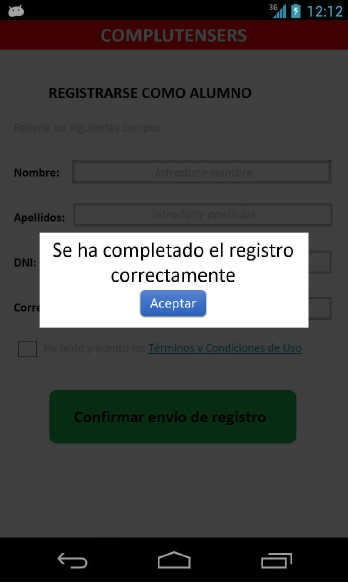 3G 12:12
COMPLUTENSERS
REGISTRARSE COMO ALUMNO
Rellene los siguientes campos
Nombre: Introducir nombre
Apellidos: Introducir apellidos
Se ha completado el registro
correctamente
Aceptar
DNI:
Corre
He leído y acepto los Términos y Condiciones de Uso
Confirmar envío de registro